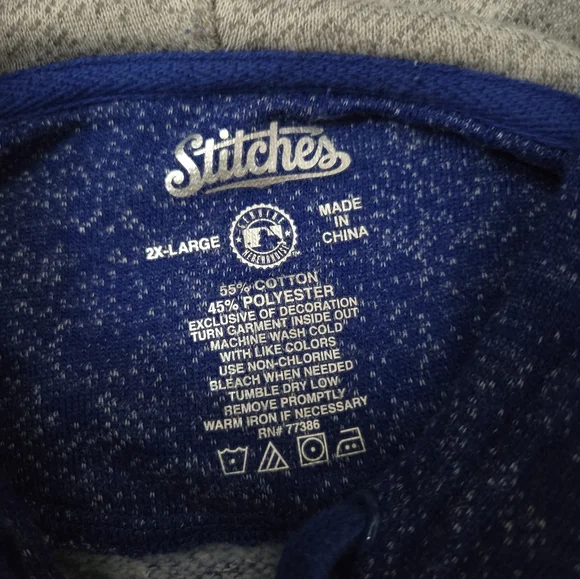 Stitches
2X-LARGE
GENUINE
MERCHANDISE
MADE
IN
CHINA
55% COTTON
45% POLYESTER
EXCLUSIVE OF DECORATION
TURN GARMENT INSIDE OUT
MACHINE WASH COLD
WITH LIKE COLORS
USE NON-CHLORINE
BLEACH WHEN NEEDED
TUMBLE DRY LOW
REMOVE PROMPTLY
WARM IRON IF NECESSARY
RN# 77386